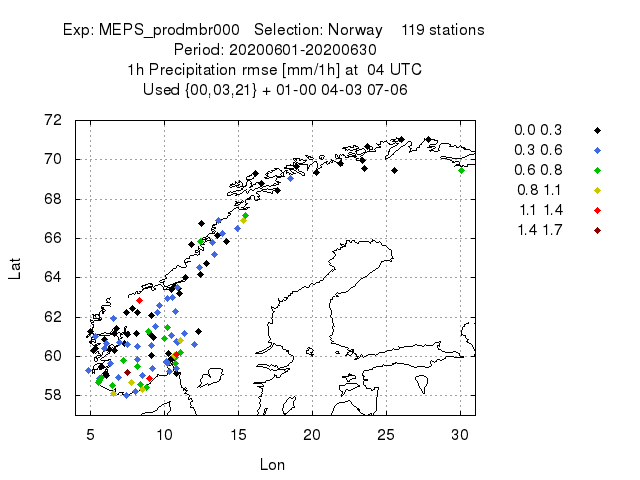 Exp: MEPS_prodmbr000 Selection: Norway 119 stations
Period: 20200601-20200630
1h Precipitation rmse [mm/1h] at 04 UTC
Used {00,03,21} + 01-00 04-03 07-06
72
70
68
66
64
62
60
58
Lat
5 10 15 20 25 30
Lon
0.0 0.3
0.3 0.6
0.6 0.8
0.8 1.1
1.1 1.4
1.4 1.7